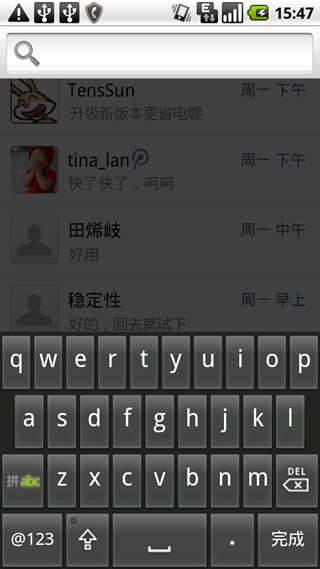 E 15:47
TensSun 周一 下午
升级新版本更省电喔
tina_lan 周一 下午
快了快了，呵呵
田烯岐 周一 中午
好用
稳定性 周一 早上
好的，回去就试下
q w e r t y u i o p
a s d f g h j k l
拼abc z x c v b n m DEL
@123 . 完成